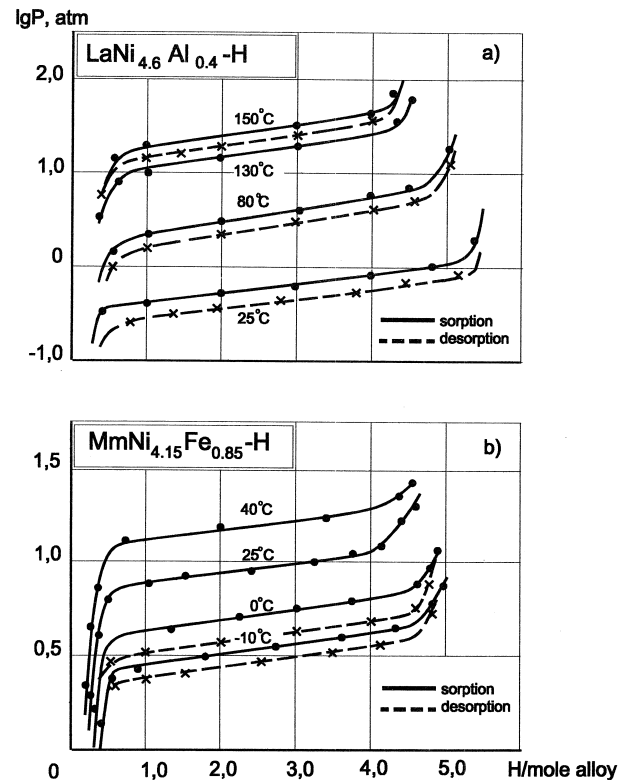 lgP, atm
LaNi4.6 Al 0.4 -H
a)
2,0
150°C
1,0
130°C
80°C
0
25°C
sorption
desorption
-1,0
MmNi4.15Fe0.85-H
b)
1,5
40°C
1,0
25°C
0°C
-10°C
0,5
sorption
desorption
0 1,0 2,0 3,0 4,0 5,0 H/mole alloy